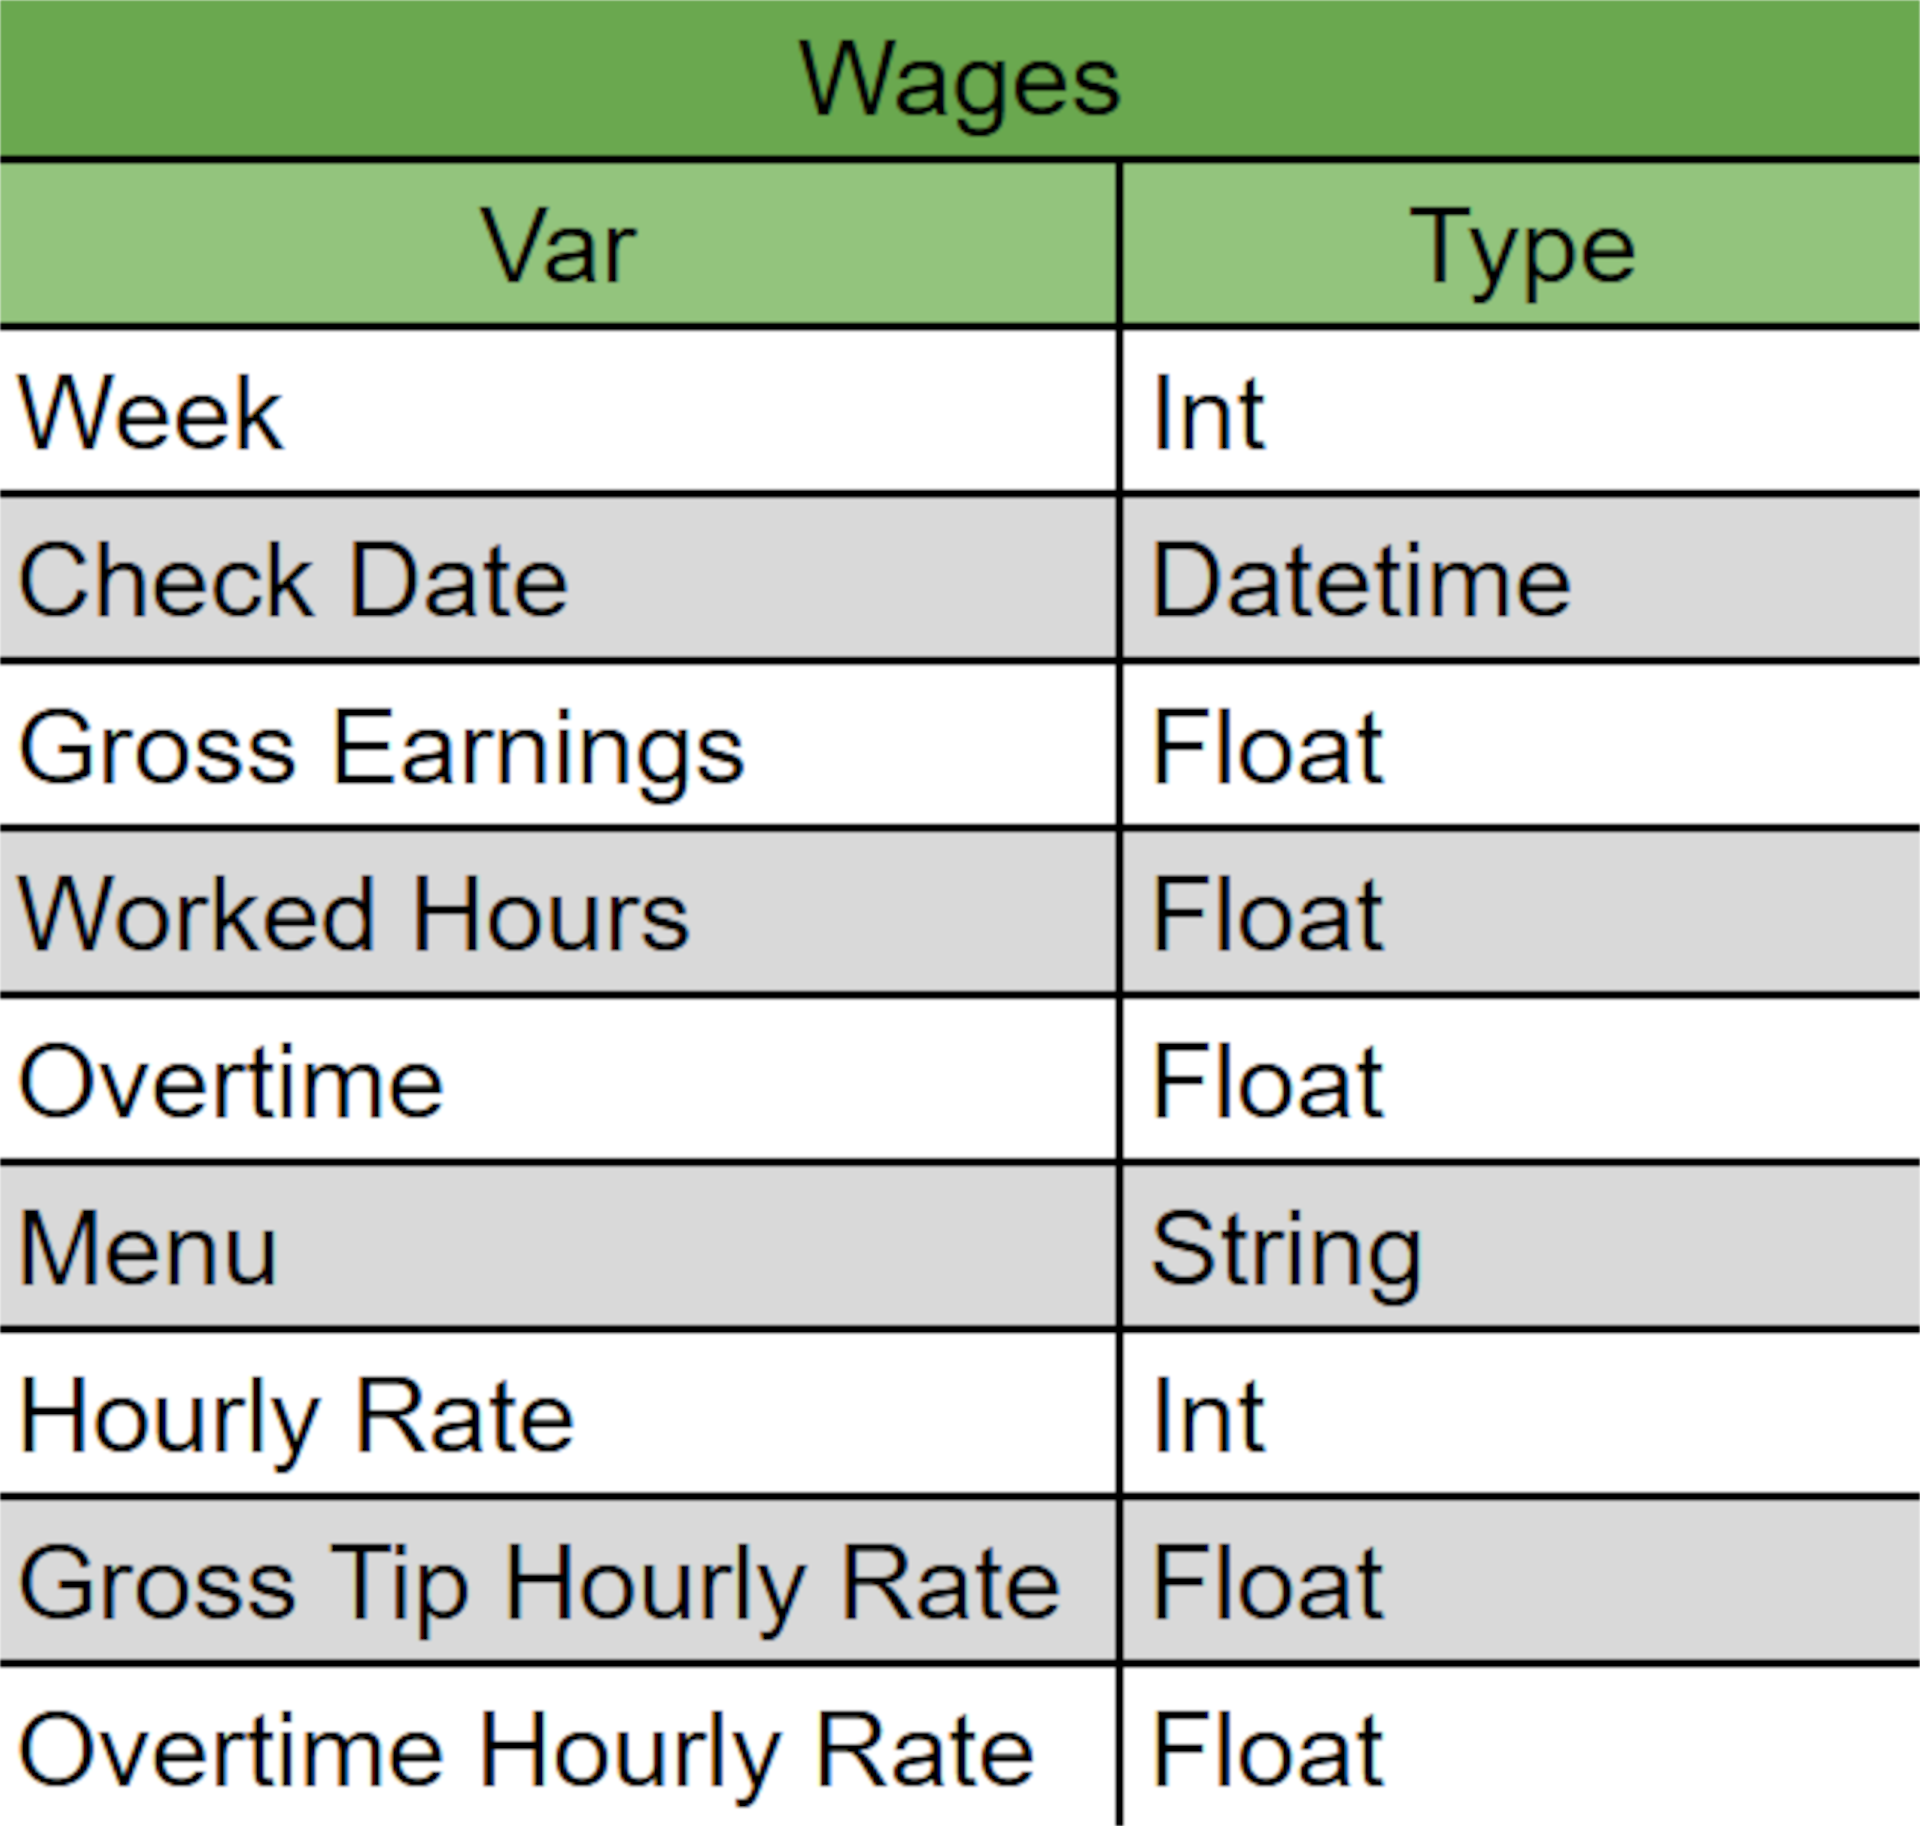 Wages
Var Type
Week Int
Check Date Datetime
Gross Earnings Float
Worked Hours Float
Overtime Float
Menu String
Hourly Rate Int
Gross Tip Hourly Rate Float
Overtime Hourly Rate Float